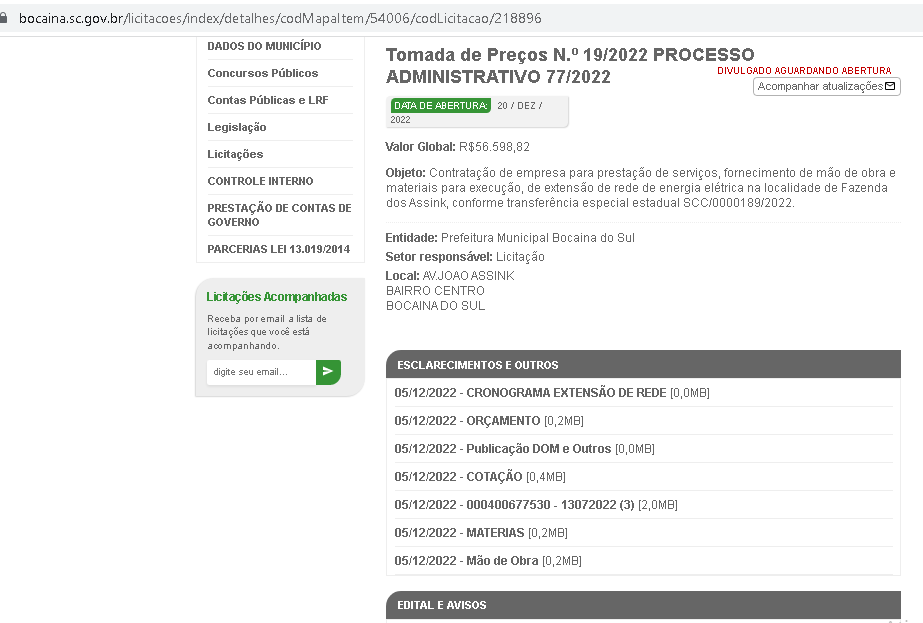 bocaina.sc.gov.br/licitacoes/index/detalhes/codMapaItem/54006/codLicitacao/218896
DADOS DO MUNICÍPIO
Concursos Públicos
Contas Públicas e LRF
Legislação
Licitações
CONTROLE INTERNO
PRESTAÇÃO DE CONTAS DE
GOVERNO
PARCERIAS LEI 13.019/2014
Licitações Acompanhadas
Receba por email a lista de
licitações que você está
acompanhando.
digite seu email...
Tomada de Preços N.º 19/2022 PROCESSO
ADMINISTRATIVO 77/2022
DIVULGADO AGUARDANDO ABERTURA
Acompanhar atualizações
DATA DE ABERTURA: 20 / DEZ /
2022
Valor Global: R$56.598,82
Objeto: Contratação de empresa para prestação de serviços, fornecimento de mão de obra e
materiais para execução, de extensão de rede de energia elétrica na localidade de Fazenda
dos Assink, conforme transferência especial estadual SCC/0000189/2022.
Entidade: Prefeitura Municipal Bocaina do Sul
Setor responsável: Licitação
Local: AV.JOAO ASSINK
BAIRRO CENTRO
BOCAINA DO SUL
ESCLARECIMENTOS E OUTROS
05/12/2022 - CRONOGRAMA EXTENSÃO DE REDE [0,0MB]
05/12/2022 - ORÇAMENTO [0,2MB]
05/12/2022 - Publicação DOM e Outros [0,0MB]
05/12/2022 - COTAÇÃO [0,4MB]
05/12/2022 - 000400677530 - 13072022 (3) [2,0MB]
05/12/2022 - MATERIAS [0,2MB]
05/12/2022 - Mão de Obra [0,2MB]
EDITAL E AVISOS